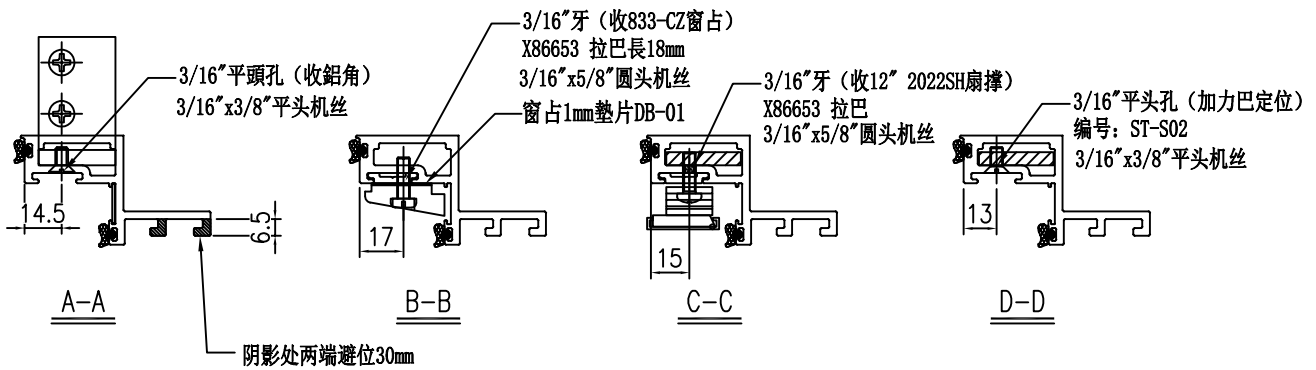 3/16"平頭孔（收鋁角）
3/16"x3/8"平头机丝
14.5
6.5
A-A
阴影处两端避位30mm
3/16"牙（收833-CZ窗占）
X86653 拉巴長18mm
3/16"x5/8"圆头机丝
窗占1mm墊片DB-01
17
B-B
3/16"牙（收12" 2022SH扇撑）
X86653 拉巴
3/16"x5/8"圆头机丝
15
C-C
3/16"平头孔（加力巴定位）
编号: ST-S02
3/16"x3/8"平头机丝
13
D-D